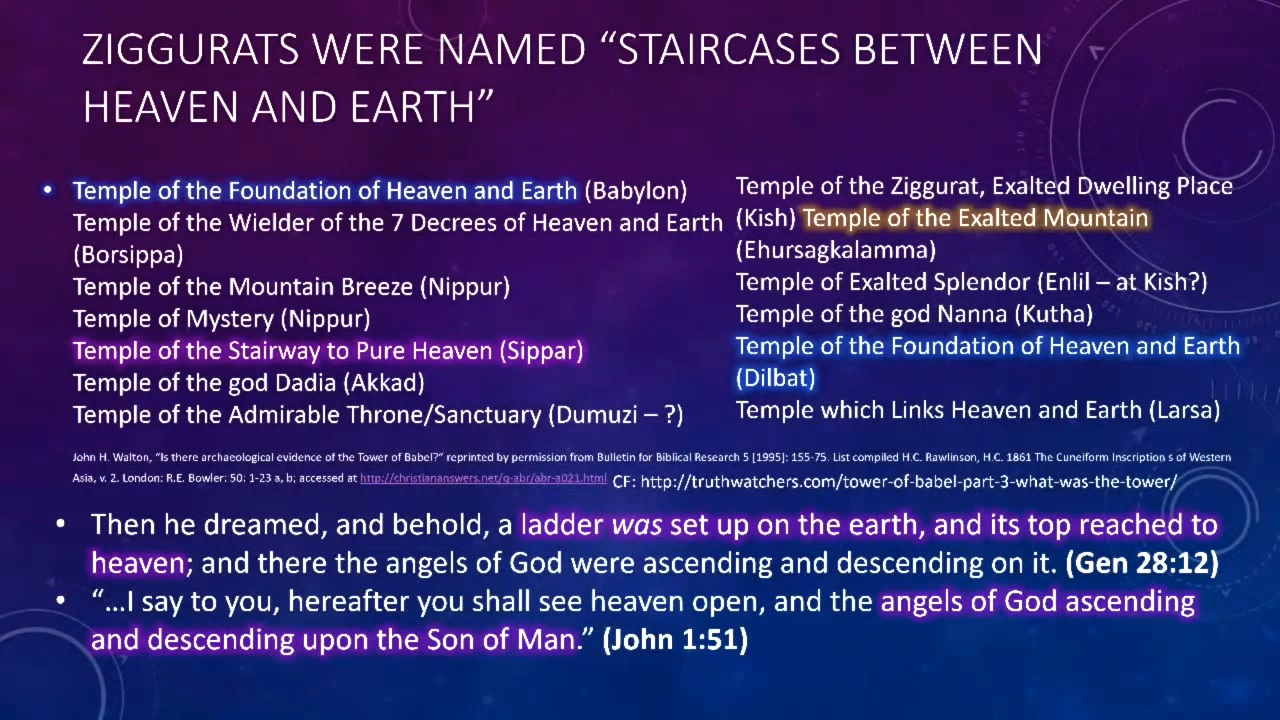 ZIGGURATS WERE NAMED “STAIRCASES BETWEEN
HEAVEN AND EARTH”
• Temple of the Foundation of Heaven and Earth (Babylon)
Temple of the Wielder of the 7 Decrees of Heaven and Earth
(Borsippa)
Temple of the Mountain Breeze (Nippur)
Temple of Mystery (Nippur)
Temple of the Stairway to Pure Heaven (Sippar)
Temple of the god Dadia (Akkad)
Temple of the Admirable Throne/Sanctuary (Dumuzi – ?)
Temple of the Ziggurat, Exalted Dwelling Place
(Kish) Temple of the Exalted Mountain
(Ehursagkalamma)
Temple of Exalted Splendor (Enlil – at Kish?)
Temple of the god Nanna (Kutha)
Temple of the Foundation of Heaven and Earth
(Dilbat)
Temple which Links Heaven and Earth (Larsa)
John H. Walton, “Is there archaeological evidence of the Tower of Babel?” reprinted by permission from Bulletin for Biblical Research 5 [1995]: 155-75. List compiled H.C. Rawlinson, H.C. 1861 The Cuneiform Inscription s of Western
Asia, v. 2. London: R.E. Bowler: 50: 1-23 a, b; accessed at http://christiananswers.net/q-abr/abr-a021.html CF: http://truthwatchers.com/tower-of-babel-part-3-what-was-the-tower/
• Then he dreamed, and behold, a ladder was set up on the earth, and its top reached to
heaven; and there the angels of God were ascending and descending on it. (Gen 28:12)
• “…I say to you, hereafter you shall see heaven open, and the angels of God ascending
and descending upon the Son of Man.” (John 1:51)